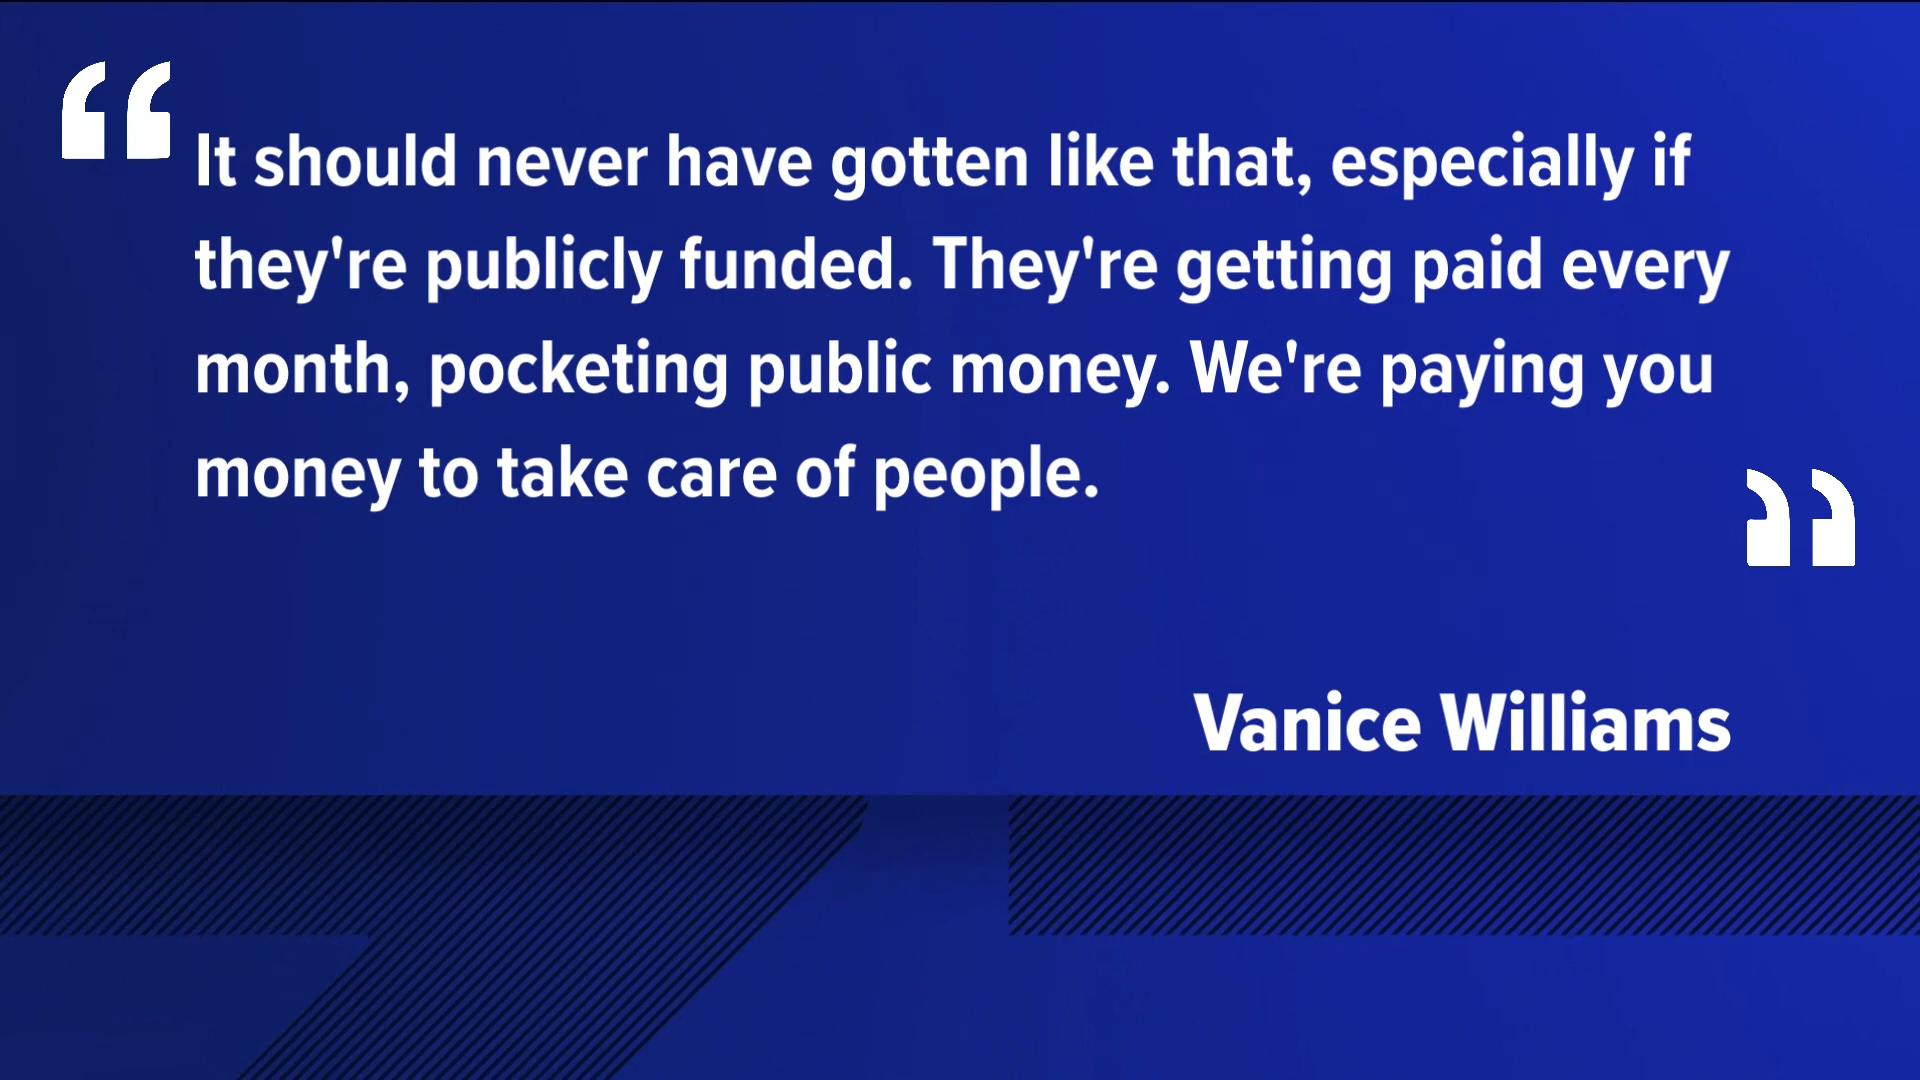 “ It should never have gotten like that, especially if
they're publicly funded. They're getting paid every
month, pocketing public money. We're paying you
money to take care of people. ”
Vanice Williams